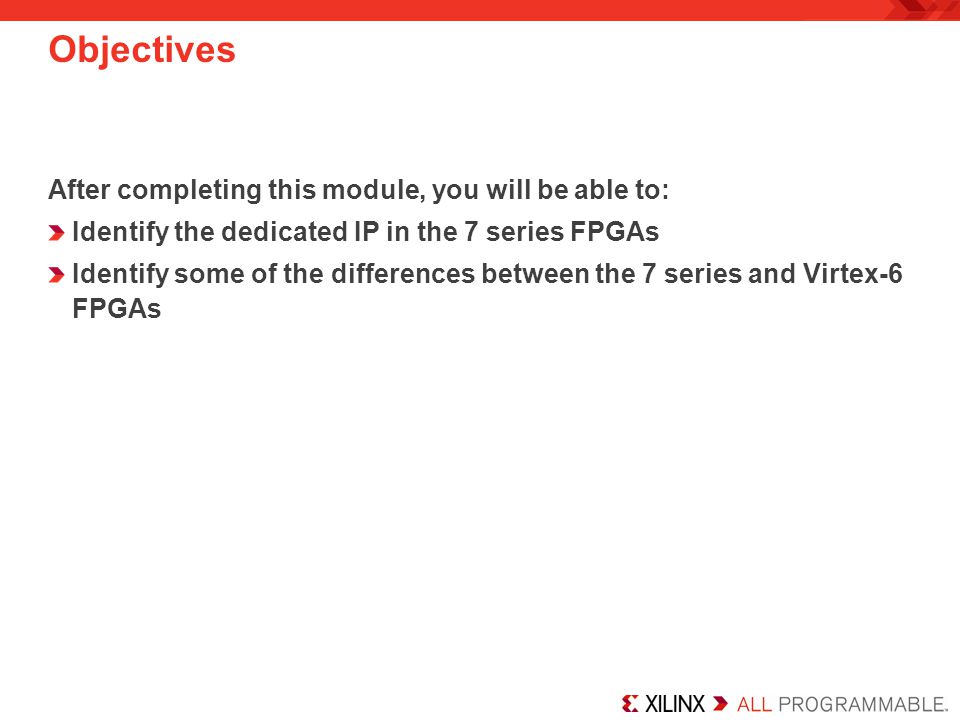 Objectives
After completing this module, you will be able to:
Identify the dedicated IP in the 7 series FPGAs
Identify some of the differences between the 7 series and Virtex-6
FPGAs
XILINX ALL PROGRAMMABLE™